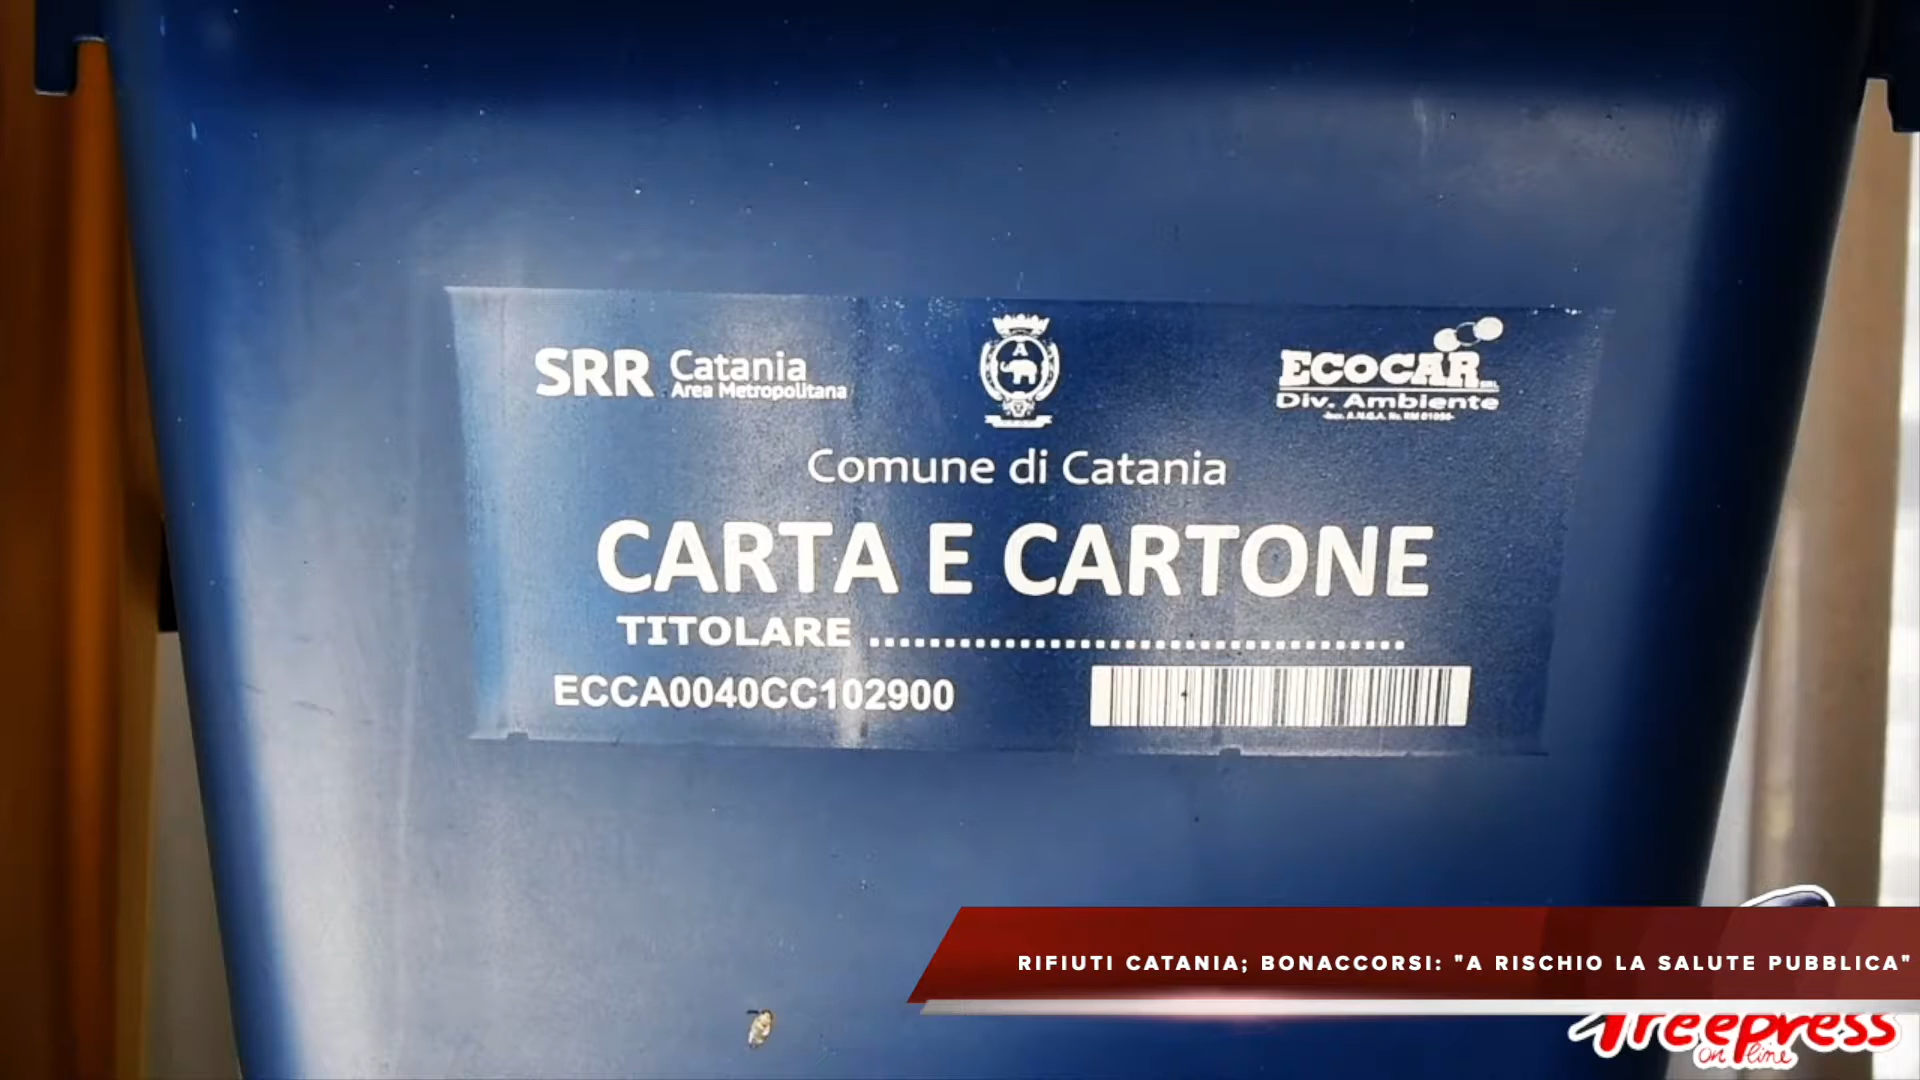 SRR Catania
Area Metropolitana
A
ECOCAR SRL
Div. Ambiente
Comune di Catania
CARTA E CARTONE
TITOLARE ....................................
ECCA0040CC102900
RIFIUTI CATANIA; BONACCORSI: "A RISCHIO LA SALUTE PUBBLICA"
freepress
on line